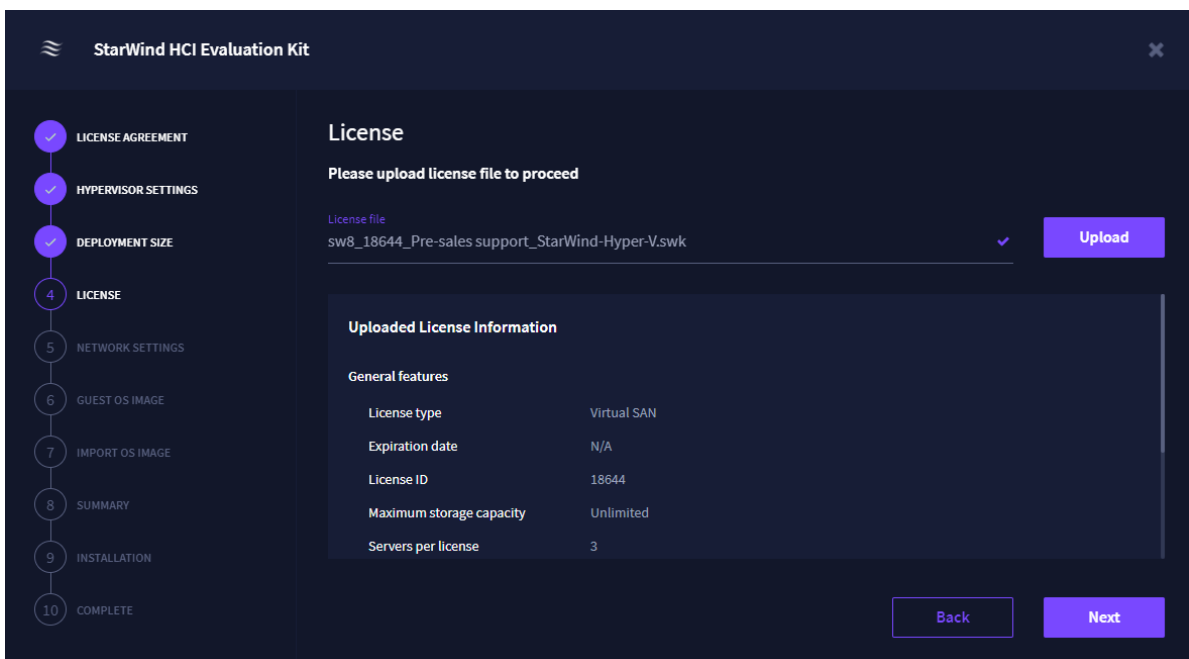 StarWind HCI Evaluation Kit
LICENSE AGREEMENT
HYPERVISOR SETTINGS
DEPLOYMENT SIZE
4 LICENSE
5 NETWORK SETTINGS
6 GUEST OS IMAGE
7 IMPORT OS IMAGE
8 SUMMARY
9 INSTALLATION
10 COMPLETE
License
Please upload license file to proceed
License file
sw8_18644_Pre-sales support_StarWind-Hyper-V.swk
Upload
Uploaded License Information
General features
License type Virtual SAN
Expiration date N/A
License ID 18644
Maximum storage capacity Unlimited
Servers per license 3
Back Next